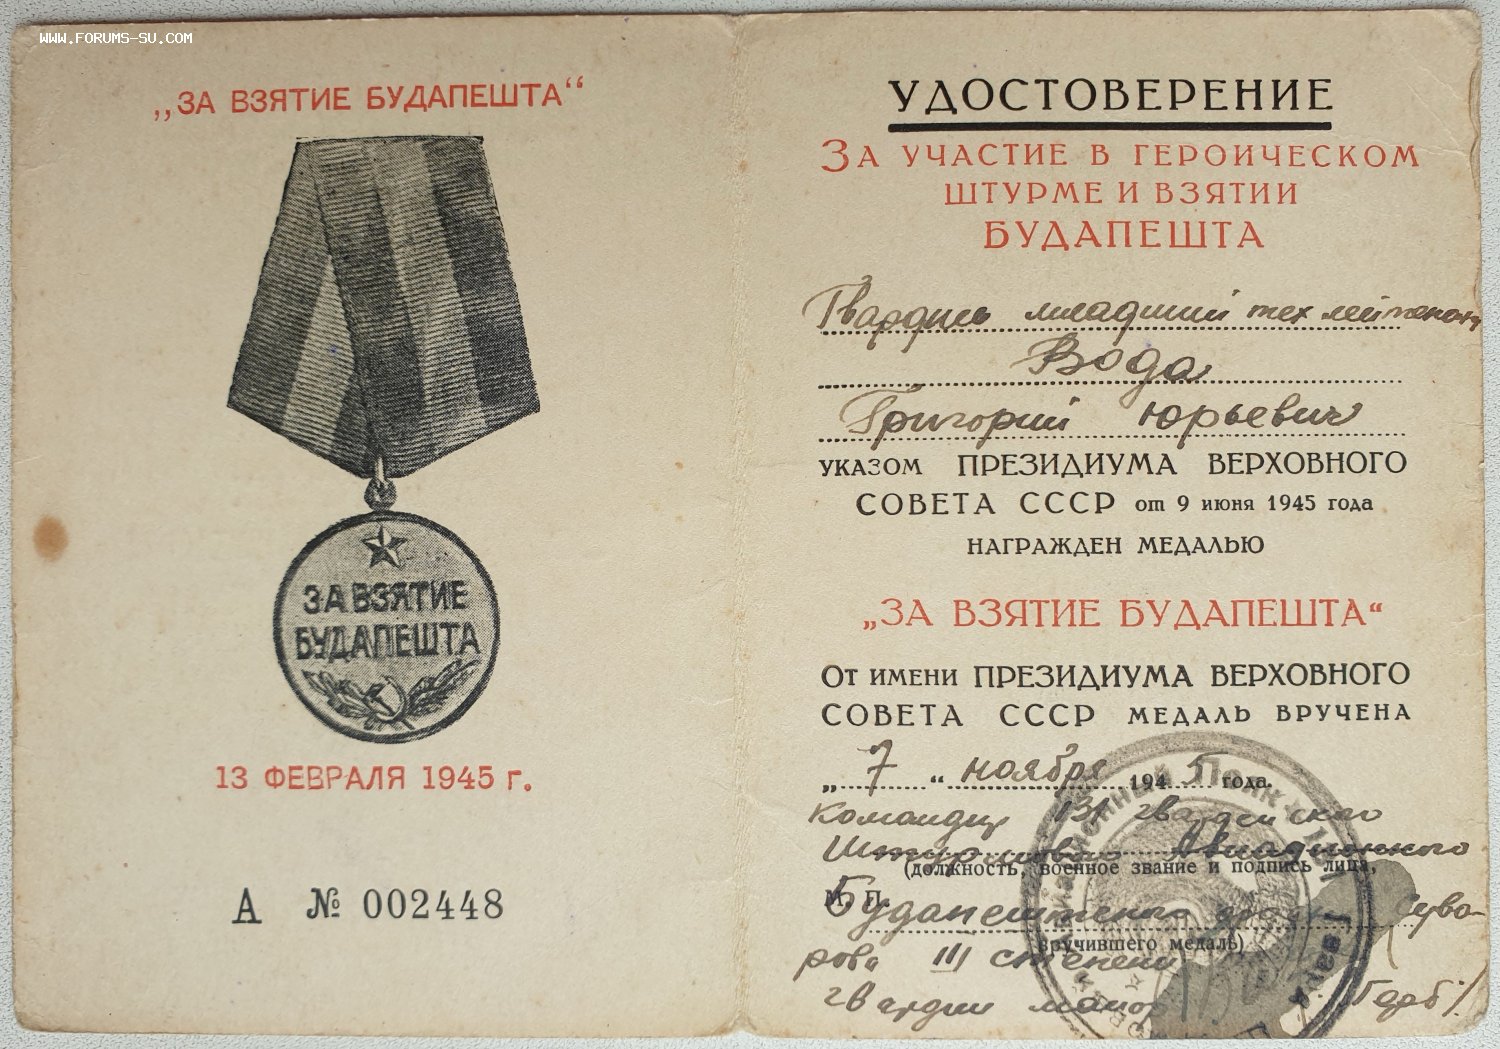 www.forums-su.com
„ЗА ВЗЯТИЕ БУДАПЕШТА“
ЗА ВЗЯТИЕ
БУДАПЕШТА
13 ФЕВРАЛЯ 1945 г.
А № 002448
УДОСТОВЕРЕНИЕ
ЗА УЧАСТИЕ В ГЕРОИЧЕСКОМ
ШТУРМЕ И ВЗЯТИИ
БУДАПЕШТА
Гвардии младший тех лейтенант
Вода
Григорий Юрьевич
УКАЗОМ ПРЕЗИДИУМА ВЕРХОВНОГО
СОВЕТА СССР от 9 июня 1945 года
НАГРАЖДЕН МЕДАЛЬЮ
„ЗА ВЗЯТИЕ БУДАПЕШТА“
ОТ ИМЕНИ ПРЕЗИДИУМА ВЕРХОВНОГО
СОВЕТА СССР МЕДАЛЬ ВРУЧЕНА
„7“ ноября 1945 года
Командир 131 гвардейского
Штурмового Авиационного
(должность, военное звание и подпись лица,
М. П.
Будапештского Суво-
вручившего медаль)
рова III степени
гвардии майор